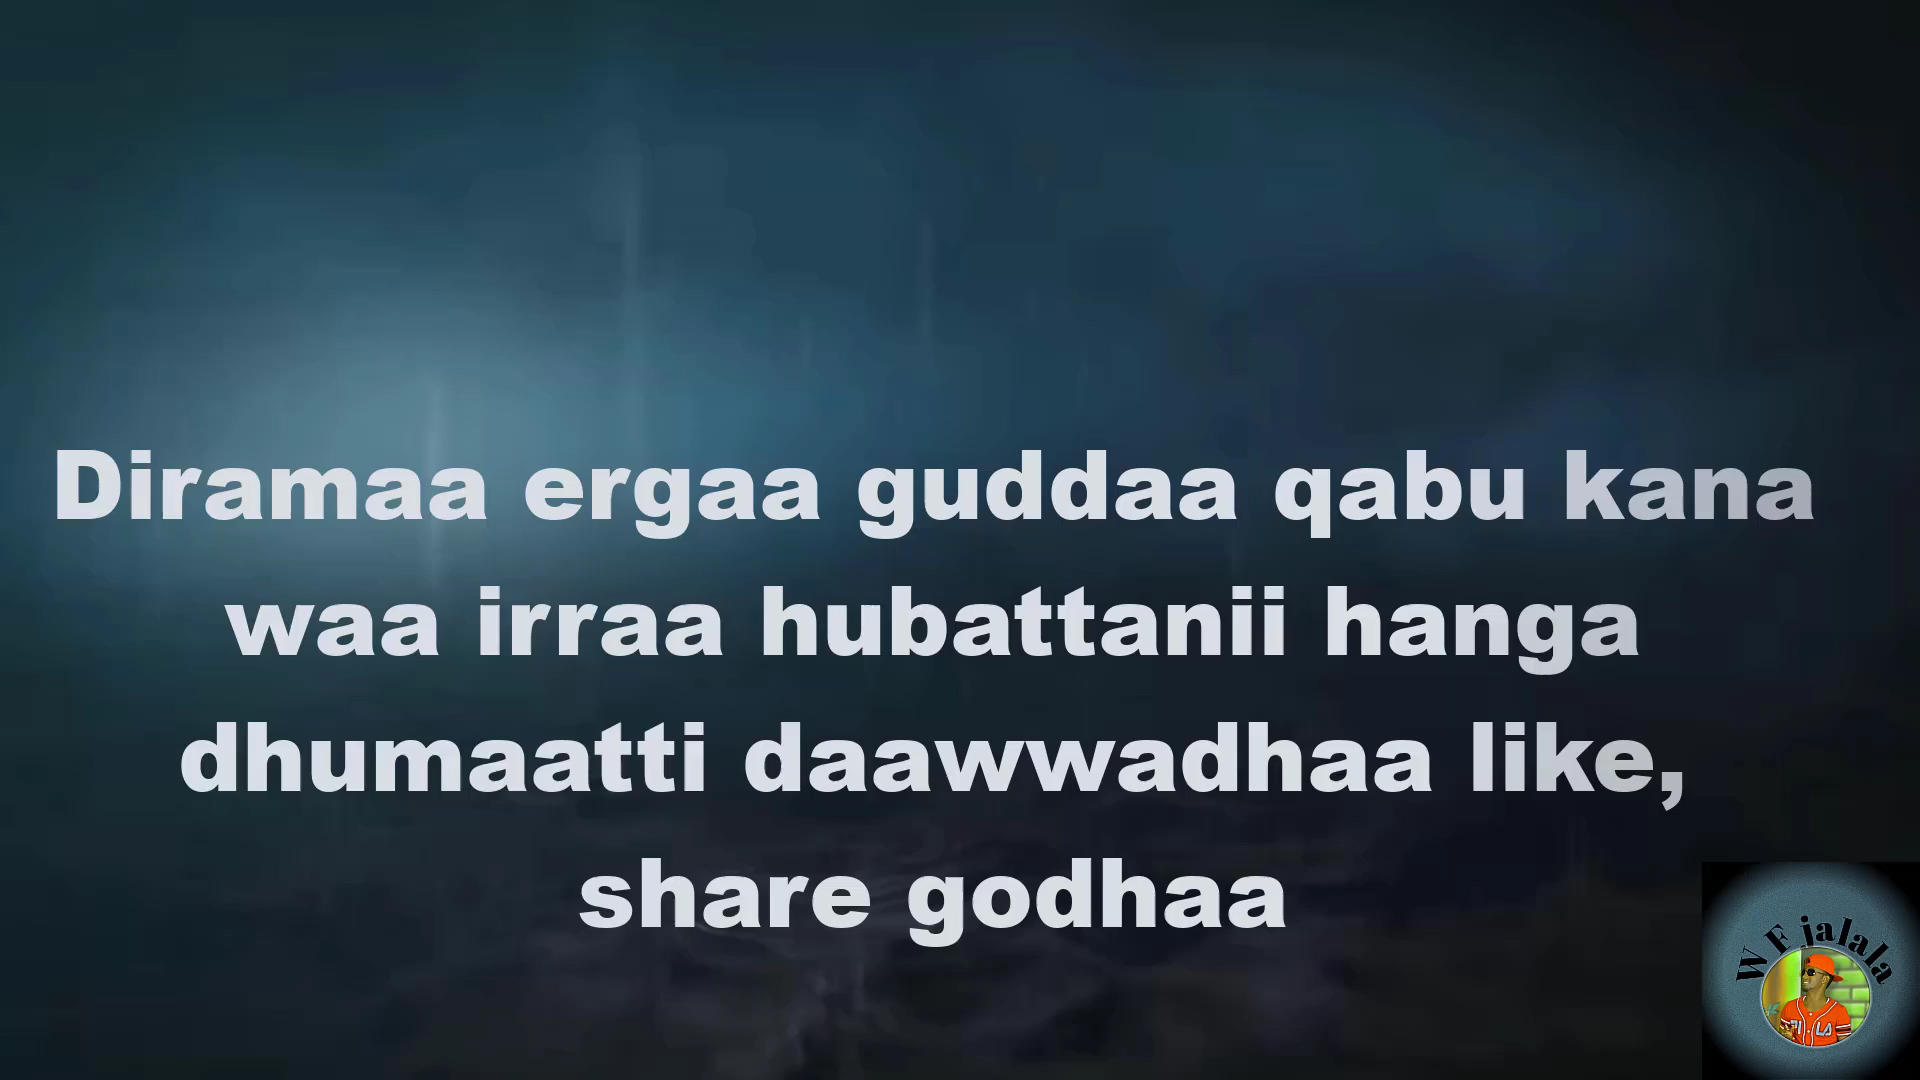 Diramaa ergaa guddaa qabu kana
waa irraa hubattanii hanga
dhumaatti daawwadhaa like,
share godhaa
W F jalala